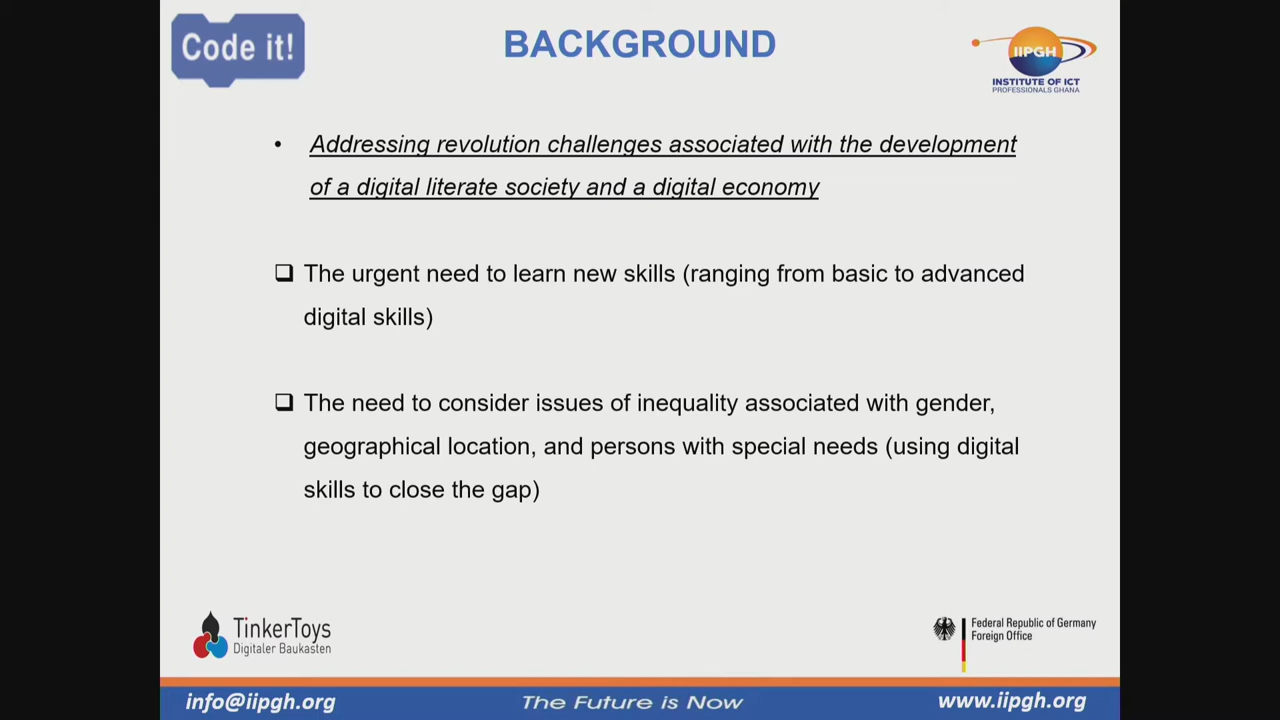 Code it!
BACKGROUND
IIPGH
INSTITUTE OF ICT
PROFESSIONALS GHANA
• Addressing revolution challenges associated with the development
of a digital literate society and a digital economy
❑ The urgent need to learn new skills (ranging from basic to advanced
digital skills)
❑ The need to consider issues of inequality associated with gender,
geographical location, and persons with special needs (using digital
skills to close the gap)
TinkerToys
Digitaler Baukasten
Federal Republic of Germany
Foreign Office
info@iipgh.org
The Future is Now
www.iipgh.org